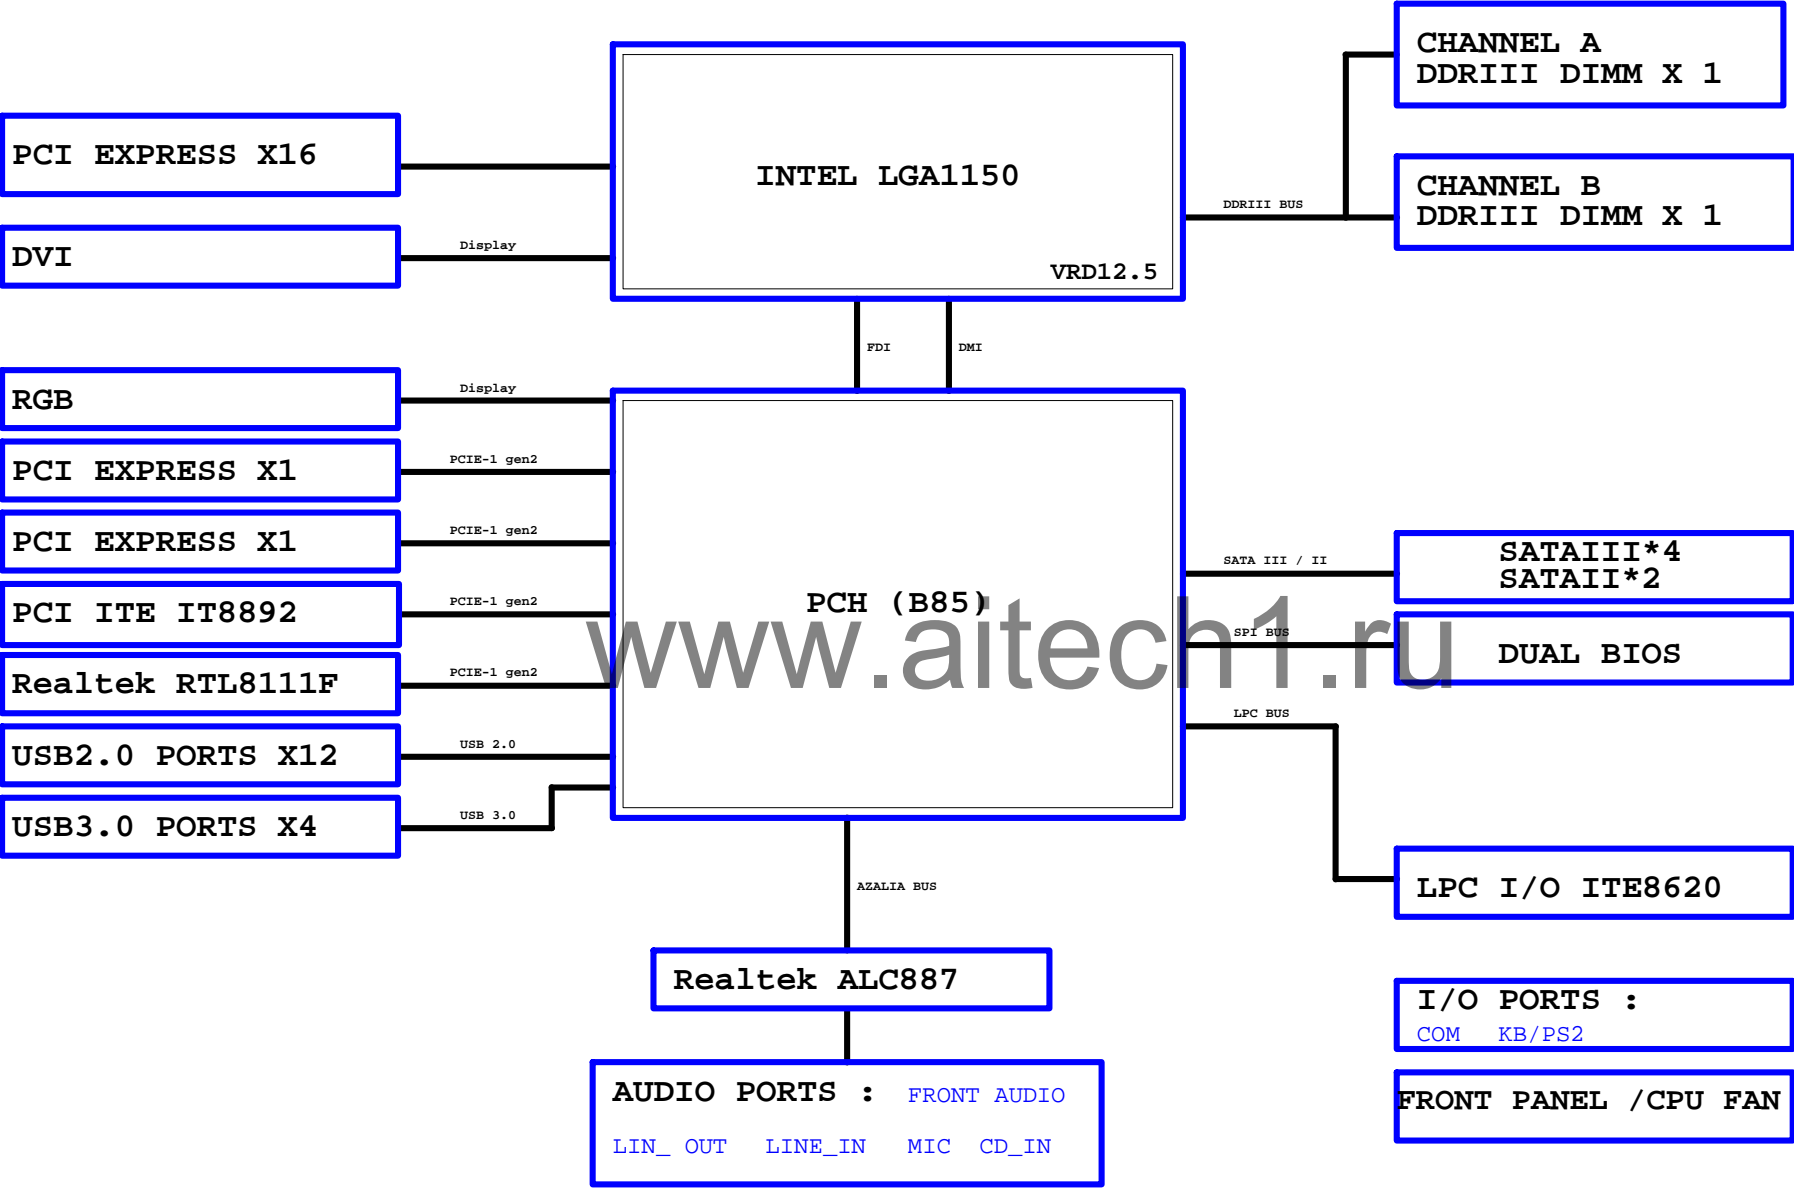 CHANNEL A
DDRIII DIMM X 1
PCI EXPRESS X16
INTEL LGA1150
CHANNEL B
DDRIII DIMM X 1
DDRIII BUS
DVI
Display
VRD12.5
FDI
DMI
RGB
Display
PCI EXPRESS X1
PCIE-1 gen2
PCI EXPRESS X1
PCIE-1 gen2
SATA III / II
SATAIII*4
SATAII*2
PCI ITE IT8892
PCIE-1 gen2
PCH (B85)
www.aitech1.ru
SPI BUS
DUAL BIOS
Realtek RTL8111F
PCIE-1 gen2
LPC BUS
USB2.0 PORTS X12
USB 2.0
USB3.0 PORTS X4
USB 3.0
AZALIA BUS
LPC I/O ITE8620
Realtek ALC887
I/O PORTS :
COM KB/PS2
AUDIO PORTS : FRONT AUDIO
LIN_ OUT LINE_IN MIC CD_IN
FRONT PANEL /CPU FAN